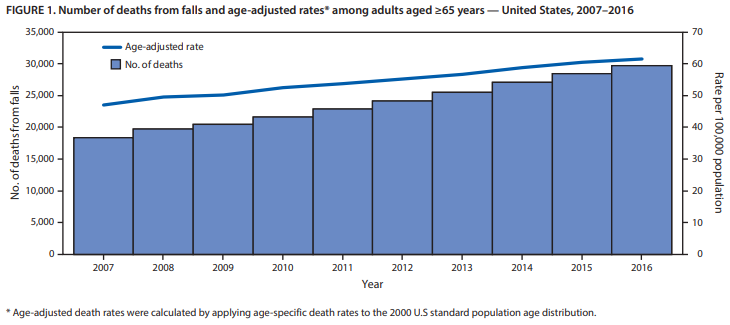 FIGURE 1. Number of deaths from falls and age-adjusted rates* among adults aged ≥65 years — United States, 2007–2016
35,000
30,000
25,000
20,000
15,000
10,000
5,000
0
No. of deaths from falls
Age-adjusted rate
No. of deaths
70
60
50
40
30
20
10
0
Rate per 100,000 population
2007 2008 2009 2010 2011 2012 2013 2014 2015 2016
Year
* Age-adjusted death rates were calculated by applying age-specific death rates to the 2000 U.S standard population age distribution.